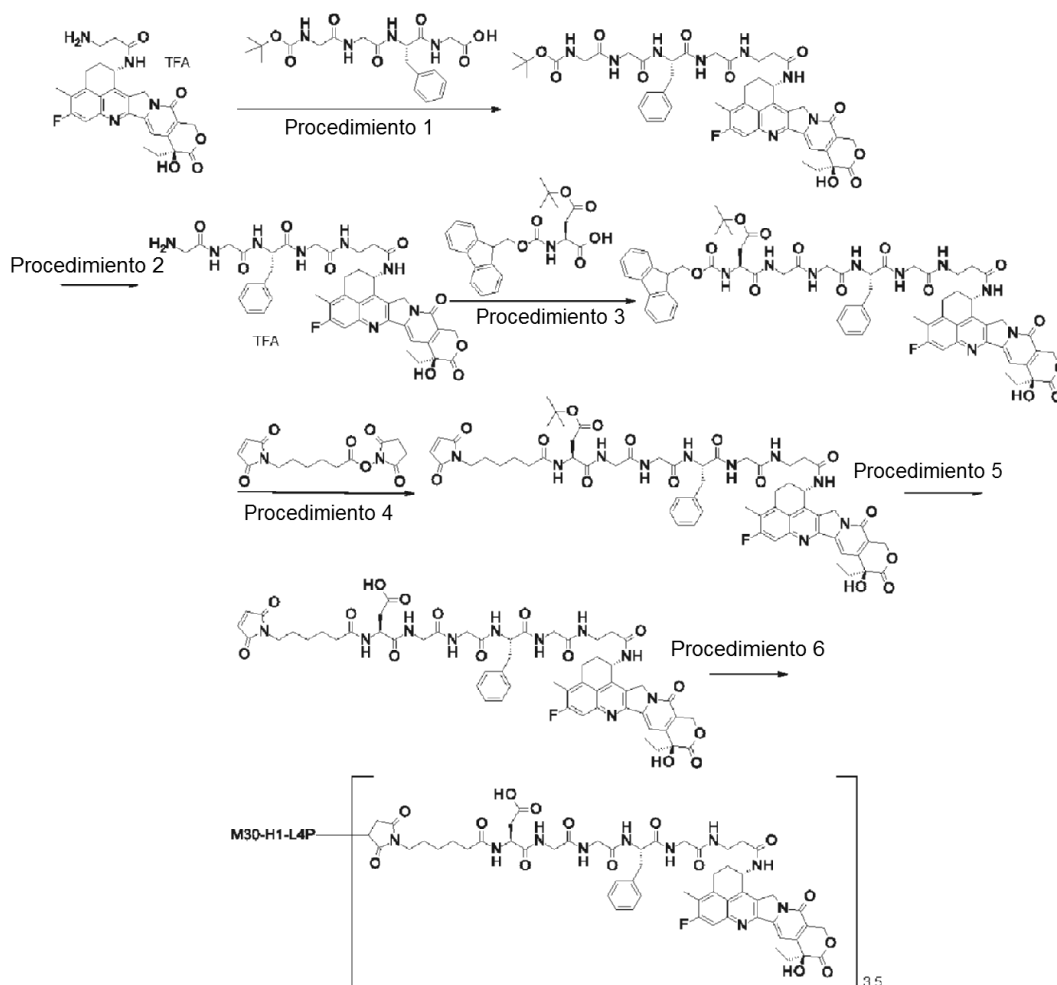 TFA
Procedimiento 1
Procedimiento 2
TFA
Procedimiento 3
Procedimiento 4
Procedimiento 5
Procedimiento 6
M30-H1-L4P
3.5